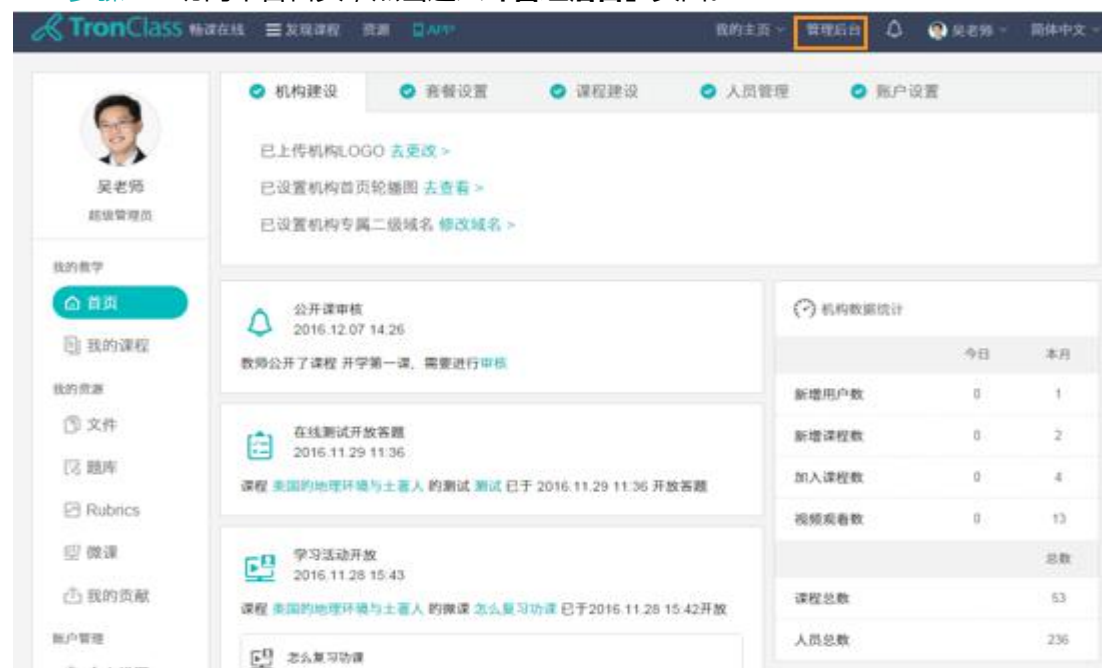 TronClass 畅课在线 发现课程 资源 APP 我的主页 管理后台 吴老师 简体中文
机构建设 套餐设置 课程建设 人员管理 账户设置
已上传机构LOGO 去更改 >
已设置机构首页轮播图 去查看 >
已设置机构专属二级域名 修改域名 >
吴老师
超级管理员
我的教学
首页
我的课程
我的资源
文件
题库
Rubrics
微课
我的贡献
账户管理
公开课审核
2016.12.07 14:26
教师公开了课程 开学第一课, 需要进行审核
在线测试开放答题
2016.11.29 11:36
课程 美国的地理环境与土著人 的测试 测试 已于 2016.11.29 11:36 开放答题
学习活动开放
2016.11.28 15:43
课程 美国的地理环境与土著人 的微课 怎么复习功课 已于2016.11.28 15:42开放
怎么复习功课
机构数据统计
今日 本月
新增用户数 0 1
新增课程数 0 2
加入课程数 0 4
视频观看数 0 13
总数
课程总数 53
人员总数 236